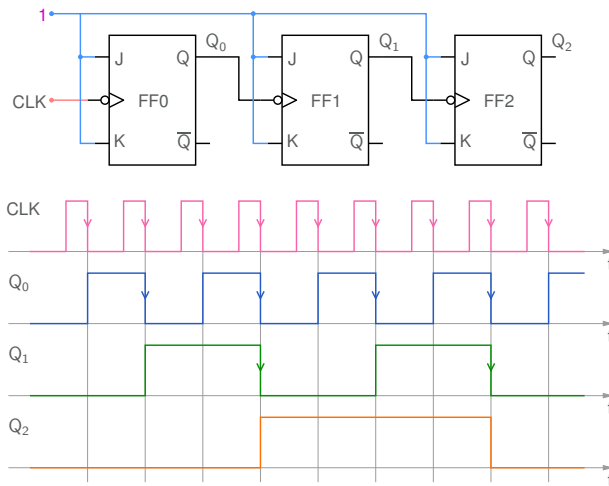 1
Q0 Q1 Q2
J Q J Q J Q
CLK FF0 FF1 FF2
K Q̅ K Q̅ K Q̅
CLK
t
Q0
t
Q1
t
Q2
t